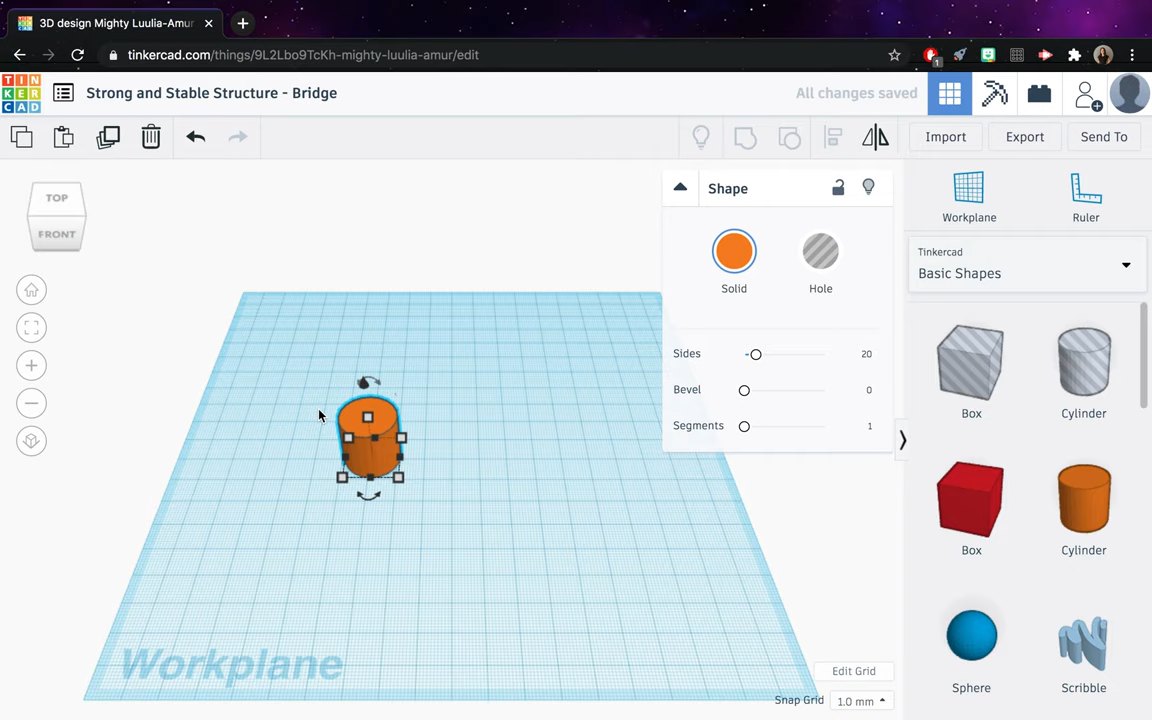 3D design Mighty Luulia-Amur
tinkercad.com/things/9L2Lbo9TcKh-mighty-luulia-amur/edit
1
TIN
KER
CAD
Strong and Stable Structure - Bridge
All changes saved
Import
Export
Send To
TOP
FRONT
Shape
Solid
Hole
Sides
20
Bevel
0
Segments
1
Workplane
Ruler
Tinkercad
Basic Shapes
Box
Cylinder
Box
Cylinder
Sphere
Scribble
Workplane
Edit Grid
Snap Grid
1.0 mm